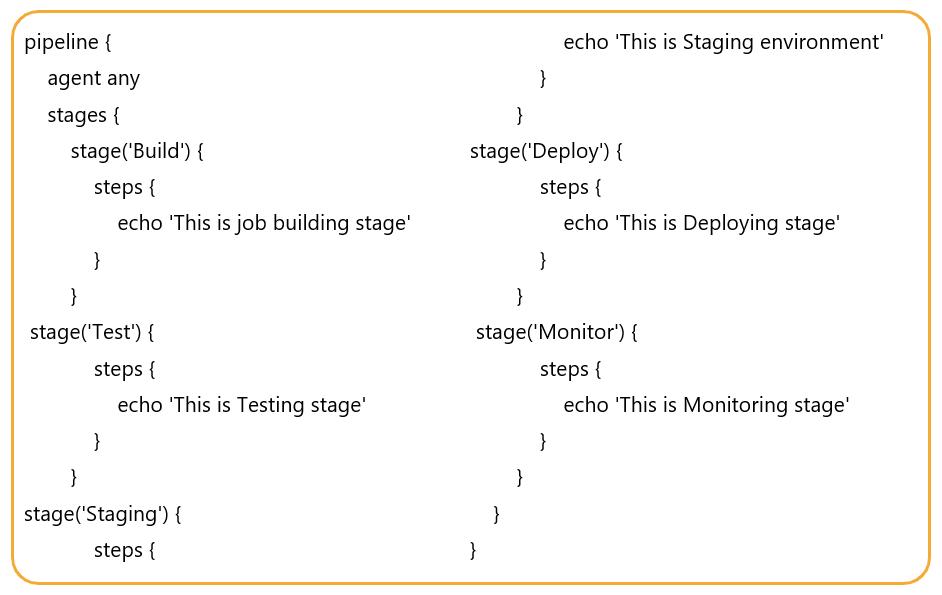 pipeline {
agent any
stages {
stage('Build') {
steps {
echo 'This is job building stage'
}
}
stage('Test') {
steps {
echo 'This is Testing stage'
}
}
stage('Staging') {
steps {
echo 'This is Staging environment'
}
}
stage('Deploy') {
steps {
echo 'This is Deploying stage'
}
}
stage('Monitor') {
steps {
echo 'This is Monitoring stage'
}
}
}
}